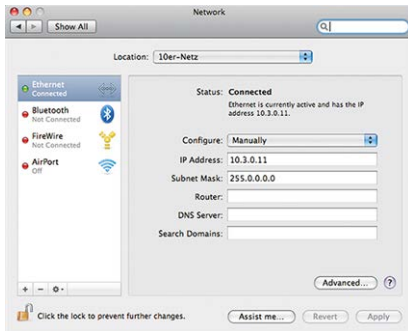 Network
Show All
Location: 10er-Netz
Ethernet
Connected
Bluetooth
Not Connected
FireWire
Not Connected
AirPort
Off
Status: Connected
Ethernet is currently active and has the IP
address 10.3.0.11.
Configure: Manually
IP Address: 10.3.0.11
Subnet Mask: 255.0.0.0.0
Router:
DNS Server:
Search Domains:
Advanced... ?
Click the lock to prevent further changes.
Assist me... Revert Apply